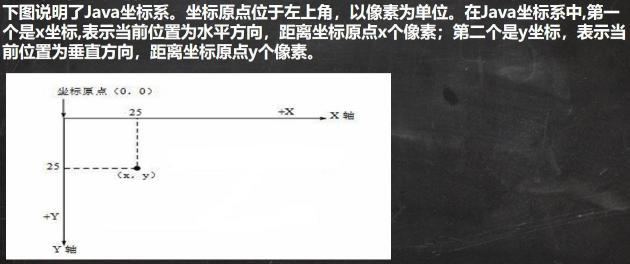 下图说明了Java坐标系。坐标原点位于左上角，以像素为单位。在Java坐标系中,第一
个是x坐标,表示当前位置为水平方向，距离坐标原点x个像素；第二个是y坐标，表示当
前位置为垂直方向，距离坐标原点y个像素。
坐标原点（0，0）
25
+X
X 轴
25
（x，y）
+Y
Y 轴